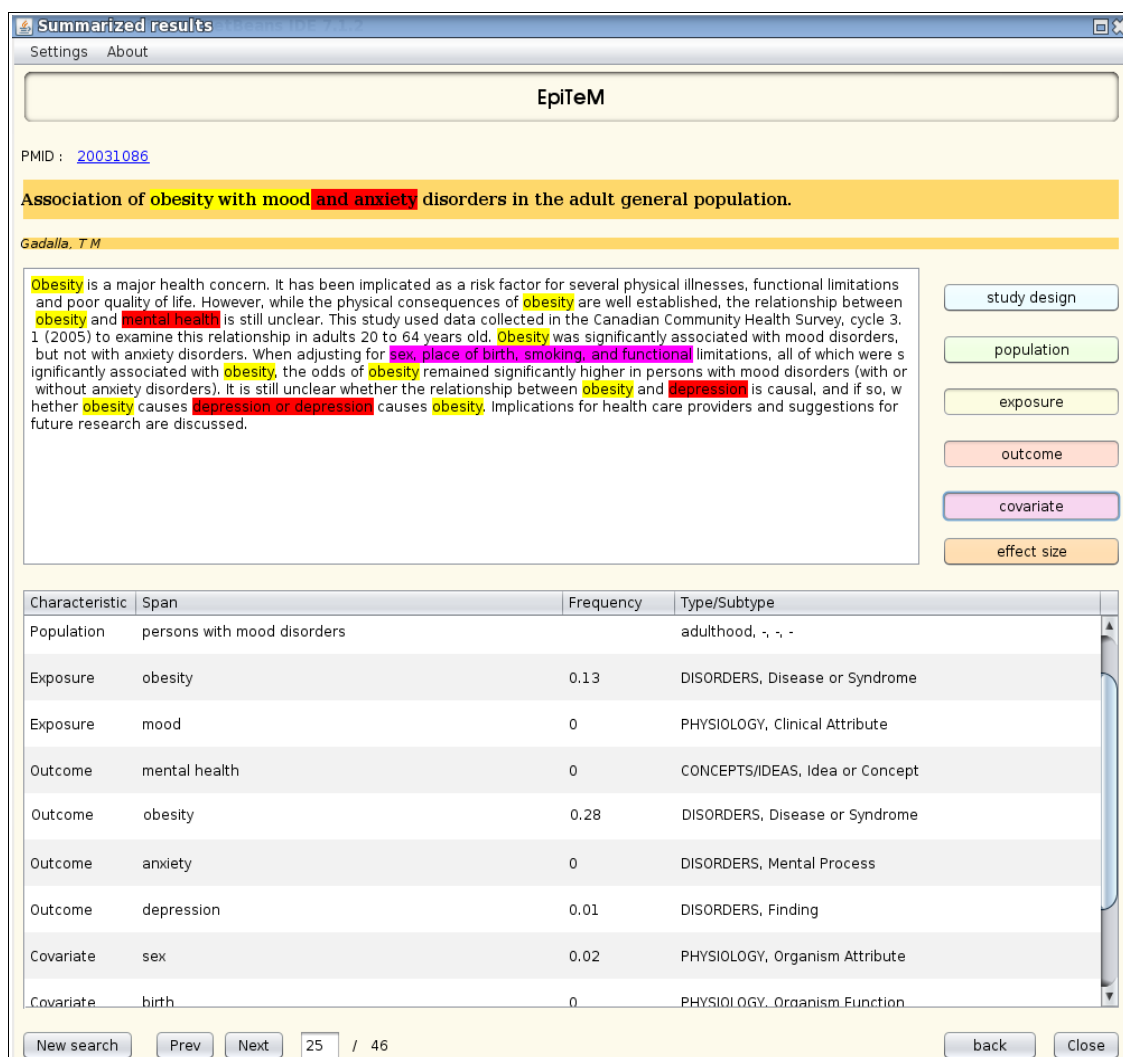 Summarized results
Settings About
EpiTeM
PMID : 20031086
Association of obesity with mood and anxiety disorders in the adult general population.
Gadalla, T M
Obesity is a major health concern. It has been implicated as a risk factor for several physical illnesses, functional limitations
and poor quality of life. However, while the physical consequences of obesity are well established, the relationship between
obesity and mental health is still unclear. This study used data collected in the Canadian Community Health Survey, cycle 3.
1 (2005) to examine this relationship in adults 20 to 64 years old. Obesity was significantly associated with mood disorders,
but not with anxiety disorders. When adjusting for sex, place of birth, smoking, and functional limitations, all of which were s
ignificantly associated with obesity, the odds of obesity remained significantly higher in persons with mood disorders (with or
without anxiety disorders). It is still unclear whether the relationship between obesity and depression is causal, and if so, w
hether obesity causes depression or depression causes obesity. Implications for health care providers and suggestions for
future research are discussed.
study design
population
exposure
outcome
covariate
effect size
Characteristic Span Frequency Type/Subtype
Population persons with mood disorders adulthood, -, -, -
Exposure obesity 0.13 DISORDERS, Disease or Syndrome
Exposure mood 0 PHYSIOLOGY, Clinical Attribute
Outcome mental health 0 CONCEPTS/IDEAS, Idea or Concept
Outcome obesity 0.28 DISORDERS, Disease or Syndrome
Outcome anxiety 0 DISORDERS, Mental Process
Outcome depression 0.01 DISORDERS, Finding
Covariate sex 0.02 PHYSIOLOGY, Organism Attribute
Covariate birth 0 PHYSIOLOGY, Organism Function
New search Prev Next 25 / 46 back Close